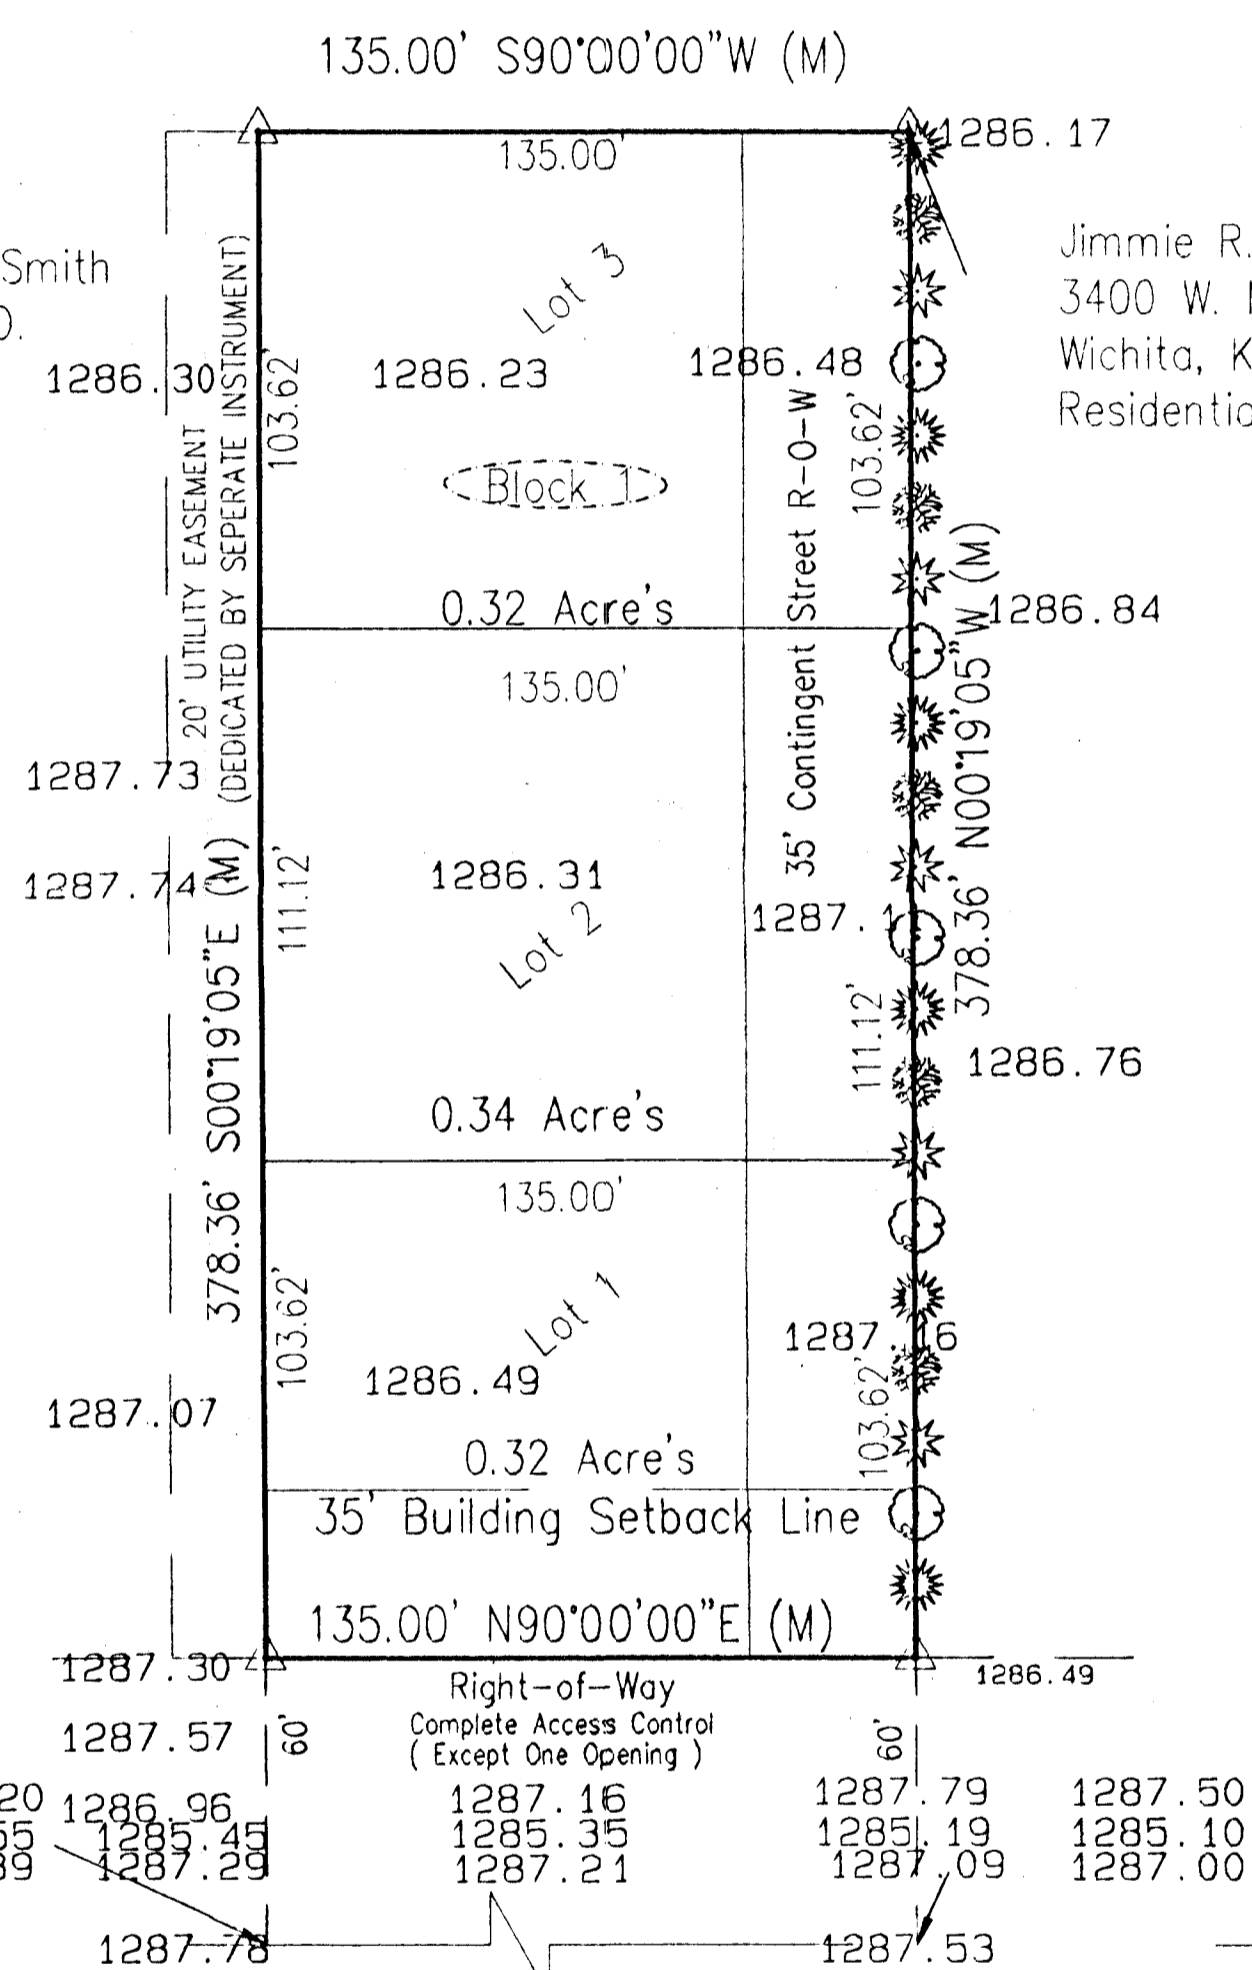 135.00' S90°00'00"W (M)
1286.17
135.00'
Lot 3
Smith
Jimmie R.
3400 W.
Wichita, K
1286.30
103.62'
1286.23
1286.48
103.62'
Block 1
20' UTILITY EASEMENT
(DEDICATED BY SEPERATE INSTRUMENT)
35' Contingent Street R-O-W
0.32 Acre's
1286.84
378.36' N00°19'05"W (M)
135.00'
1287.73
1287.74
378.36' S00°19'05"E (M)
111.12'
1286.31
Lot 2
1287.1
111.12'
1286.76
0.34 Acre's
135.00'
Lot 1
103.62'
1287.16
1286.49
103.62'
1287.07
0.32 Acre's
35' Building Setback Line
135.00' N90°00'00"E (M)
1287.30
1286.49
Right-of-Way
Complete Access Control
( Except One Opening )
60'
60'
1287.57
20 1286.96 1287.16 1287.79 1287.50
1285.45 1285.35 1285.19 1285.10
1287.29 1287.21 1287.09 1287.00
1287.78 1287.53